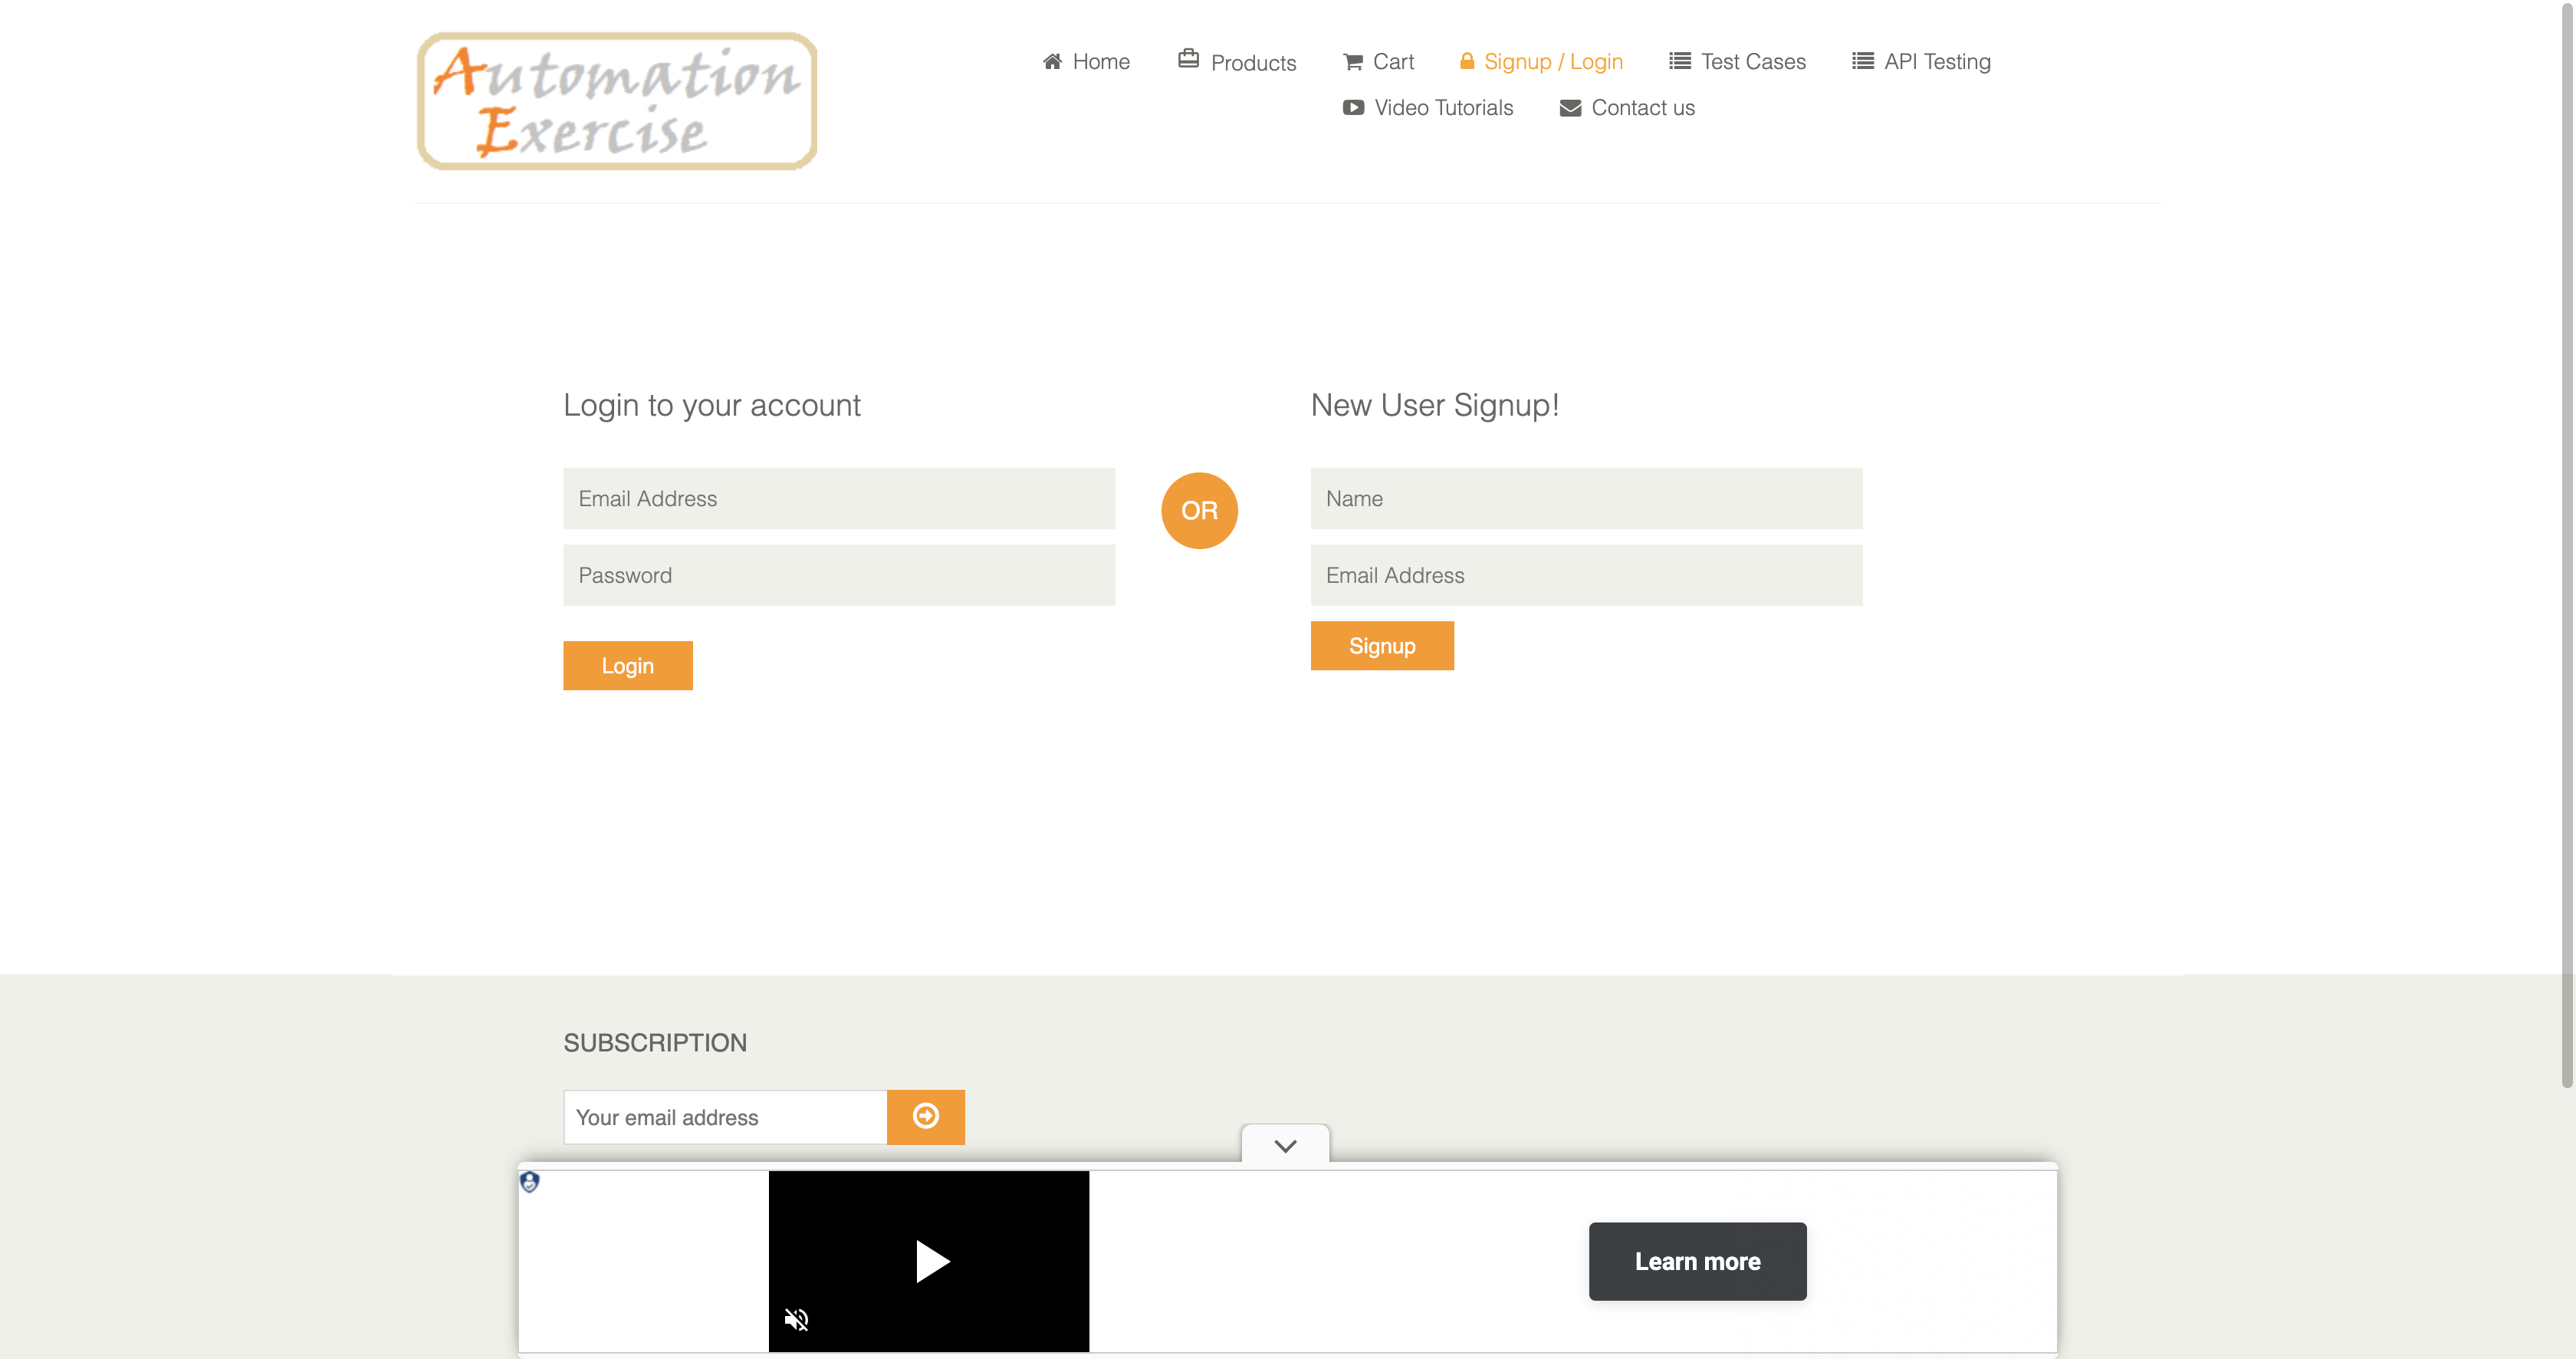 Automation
Exercise
Home Products Cart Signup / Login Test Cases API Testing
Video Tutorials Contact us
Login to your account
Email Address
Password
Login
OR
New User Signup!
Name
Email Address
Signup
SUBSCRIPTION
Your email address
Learn more